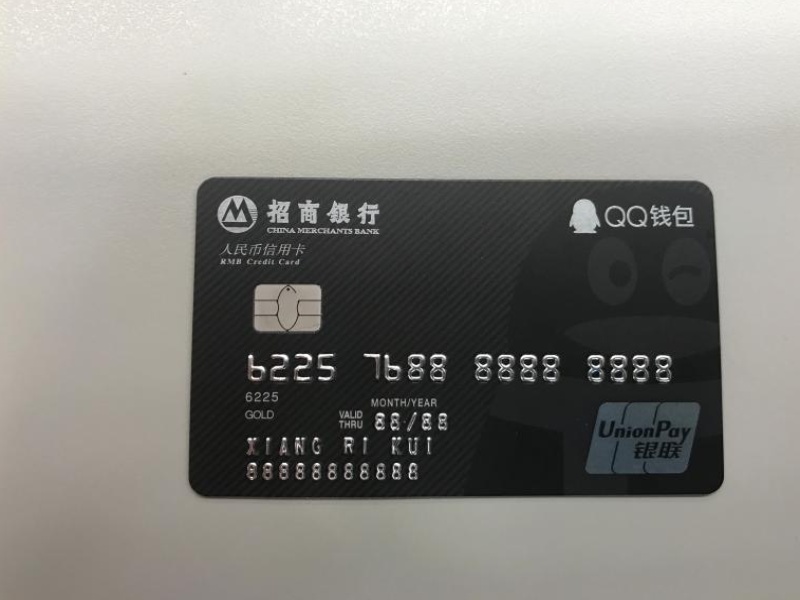 招商银行
CHINA MERCHANTS BANK
QQ钱包
人民币信用卡
RMB Credit Card
6225 7688 8888 8888
6225
MONTH/YEAR
GOLD
VALID THRU 88/88
XIANG RI KUI
88888888888
UnionPay
银联